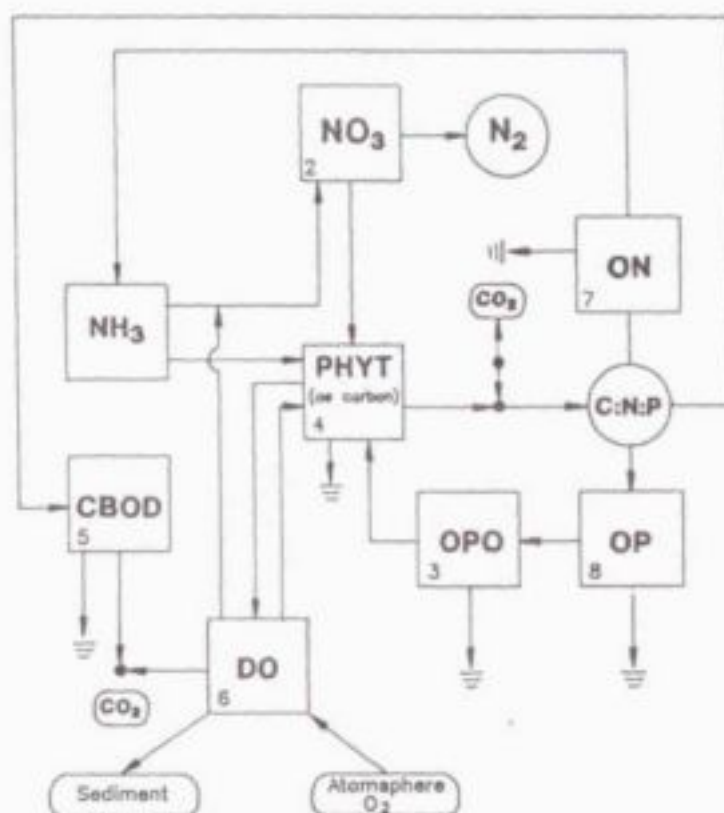 NO₃
2
N₂
ON
7
CO₂
NH₃
PHYT
(as carbon)
4
C:N:P
CBOD
5
OPO
3
OP
8
DO
6
CO₂
Sediment
Atomaphere
O₂